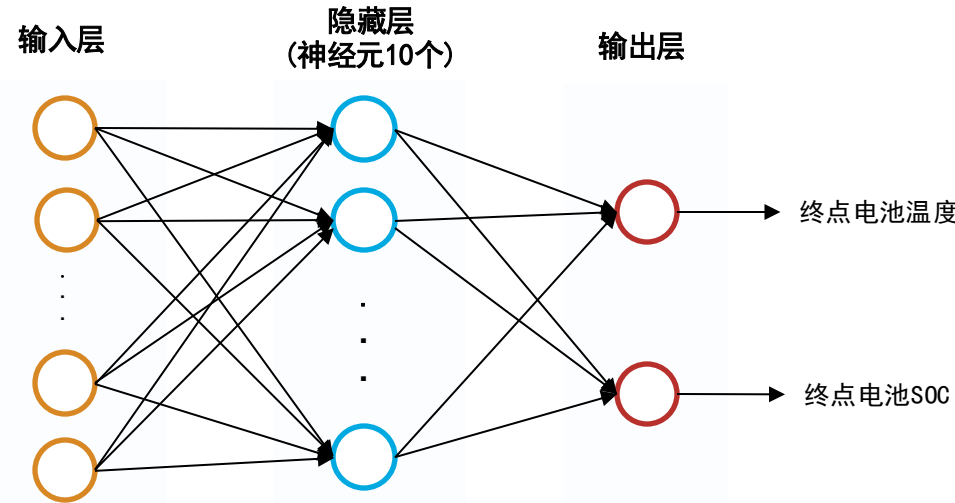 输入层
隐藏层
(神经元10个)
输出层
终点电池温度
终点电池SOC